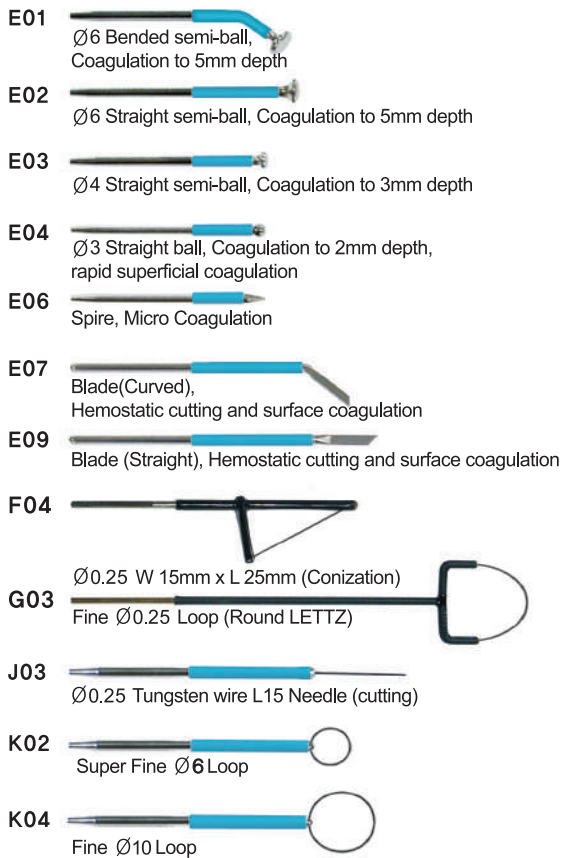 E01
Ø6 Bended semi-ball,
Coagulation to 5mm depth
E02
Ø6 Straight semi-ball, Coagulation to 5mm depth
E03
Ø4 Straight semi-ball, Coagulation to 3mm depth
E04
Ø3 Straight ball, Coagulation to 2mm depth,
rapid superficial coagulation
E06
Spire, Micro Coagulation
E07
Blade(Curved),
Hemostatic cutting and surface coagulation
E09
Blade (Straight), Hemostatic cutting and surface coagulation
F04
Ø0.25 W 15mm x L 25mm (Conization)
G03
Fine Ø0.25 Loop (Round LETTZ)
J03
Ø0.25 Tungsten wire L15 Needle (cutting)
K02
Super Fine Ø6 Loop
K04
Fine Ø10 Loop